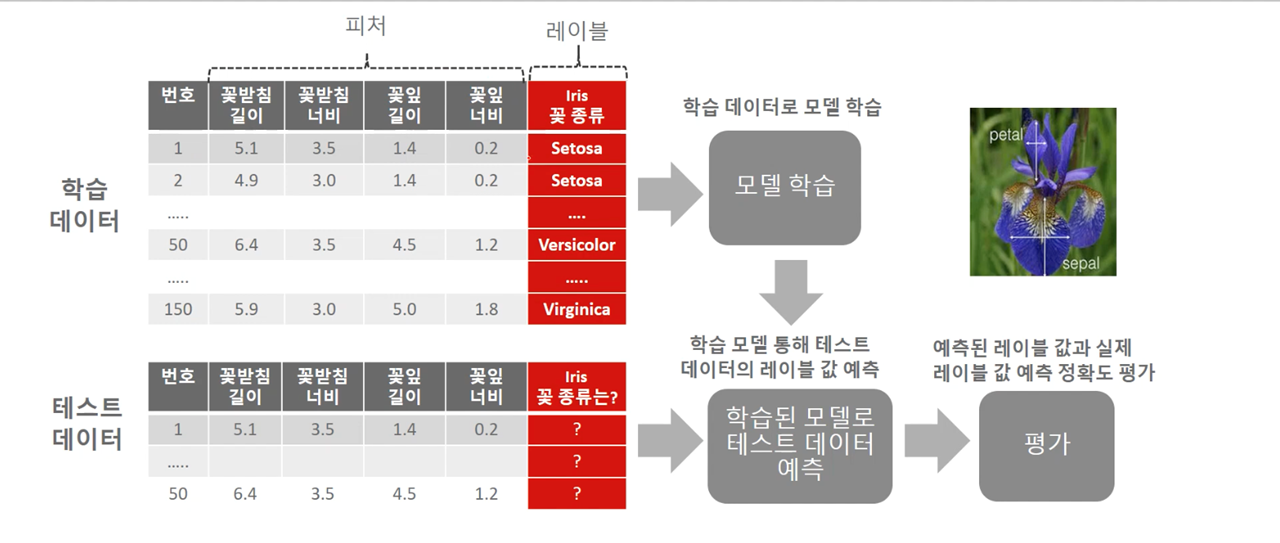 피처
레이블
번호 꽃받침 길이 꽃받침 너비 꽃잎 길이 꽃잎 너비 Iris 꽃 종류
1 5.1 3.5 1.4 0.2 Setosa
2 4.9 3.0 1.4 0.2 Setosa
..... ....
50 6.4 3.5 4.5 1.2 Versicolor
..... .....
150 5.9 3.0 5.0 1.8 Virginica
학습
데이터
학습 데이터로 모델 학습
모델 학습
petal
sepal
번호 꽃받침 길이 꽃받침 너비 꽃잎 길이 꽃잎 너비 Iris 꽃 종류는?
1 5.1 3.5 1.4 0.2 ?
..... ?
50 6.4 3.5 4.5 1.2 ?
테스트
데이터
학습 모델 통해 테스트
데이터의 레이블 값 예측
학습된 모델로
테스트 데이터
예측
예측된 레이블 값과 실제
레이블 값 예측 정확도 평가
평가